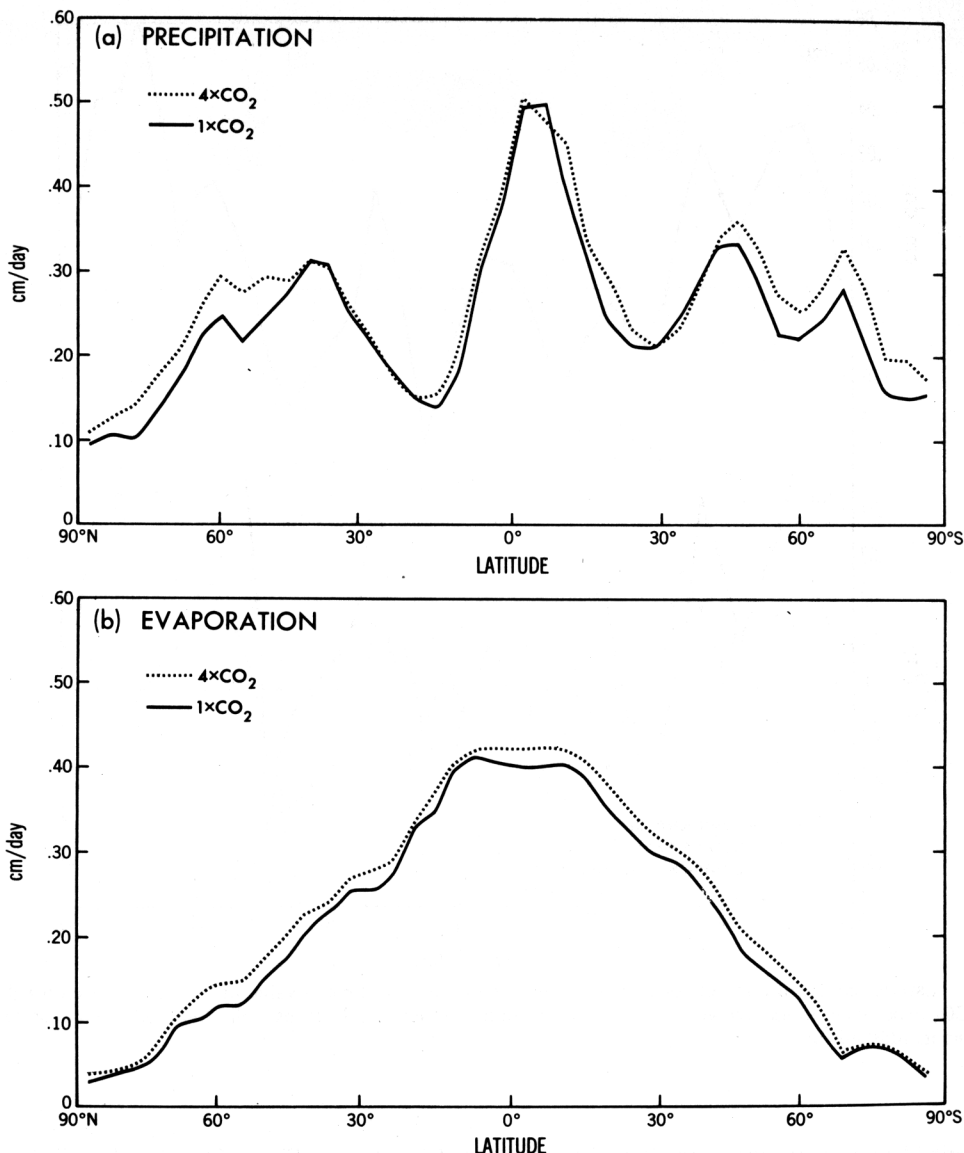 (a) PRECIPITATION
4×CO₂
1×CO₂
.60
.50
.40
.30
.20
.10
0
cm/day
90°N 60° 30° 0° 30° 60° 90°S
LATITUDE
(b) EVAPORATION
4×CO₂
1×CO₂
.60
.50
.40
.30
.20
.10
0
cm/day
90°N 60° 30° 0° 30° 60° 90°S
LATITUDE